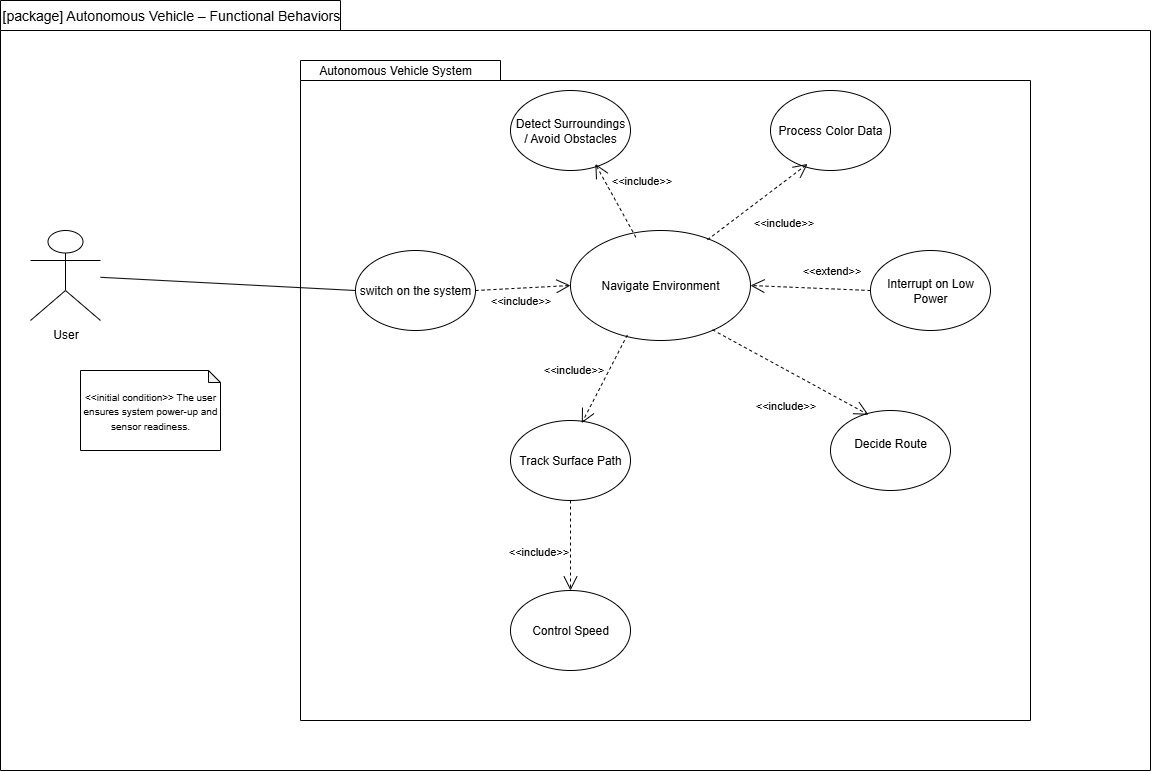 [package] Autonomous Vehicle – Functional Behaviors
Autonomous Vehicle System
Detect Surroundings
/ Avoid Obstacles
Process Color Data
<<include>>
<<include>>
switch on the system
<<include>>
Navigate Environment
<<extend>>
Interrupt on Low
Power
User
<<initial condition>> The user
ensures system power-up and
sensor readiness.
<<include>>
<<include>>
Track Surface Path
Decide Route
<<include>>
Control Speed